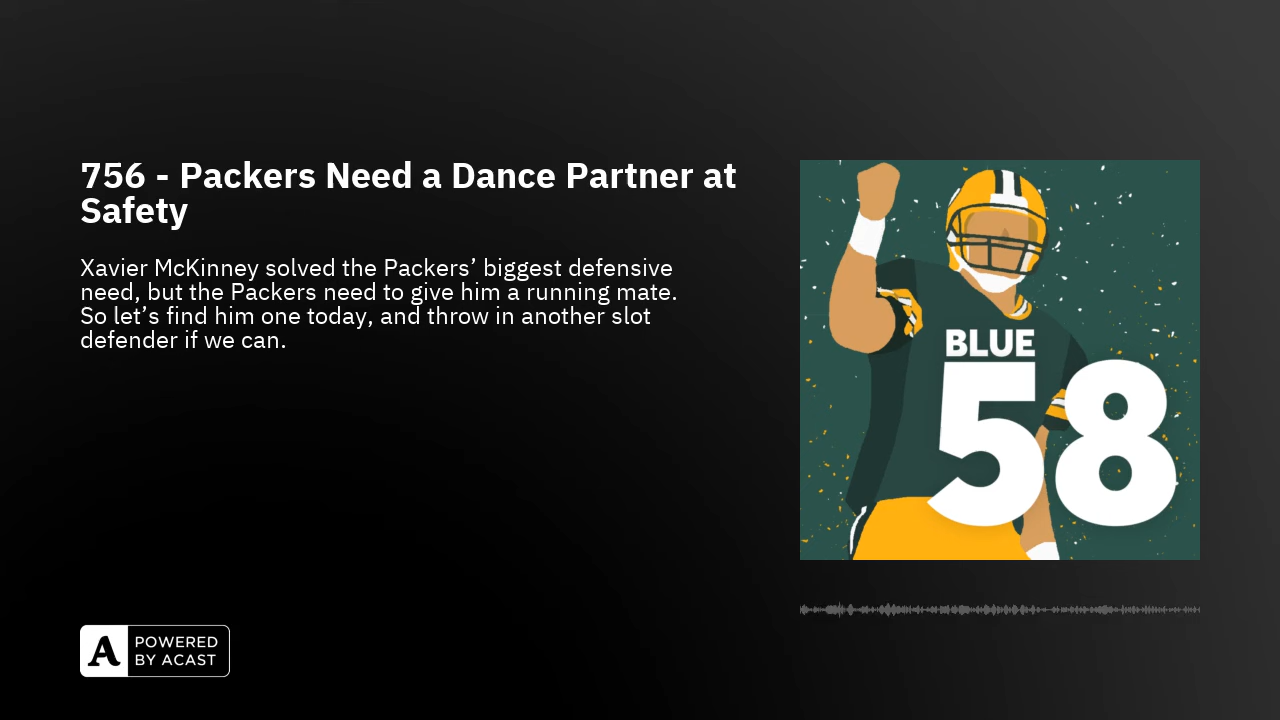 756 - Packers Need a Dance Partner at
Safety
Xavier McKinney solved the Packers’ biggest defensive
need, but the Packers need to give him a running mate.
So let’s find him one today, and throw in another slot
defender if we can.
BLUE
58
A POWERED
BY ACAST